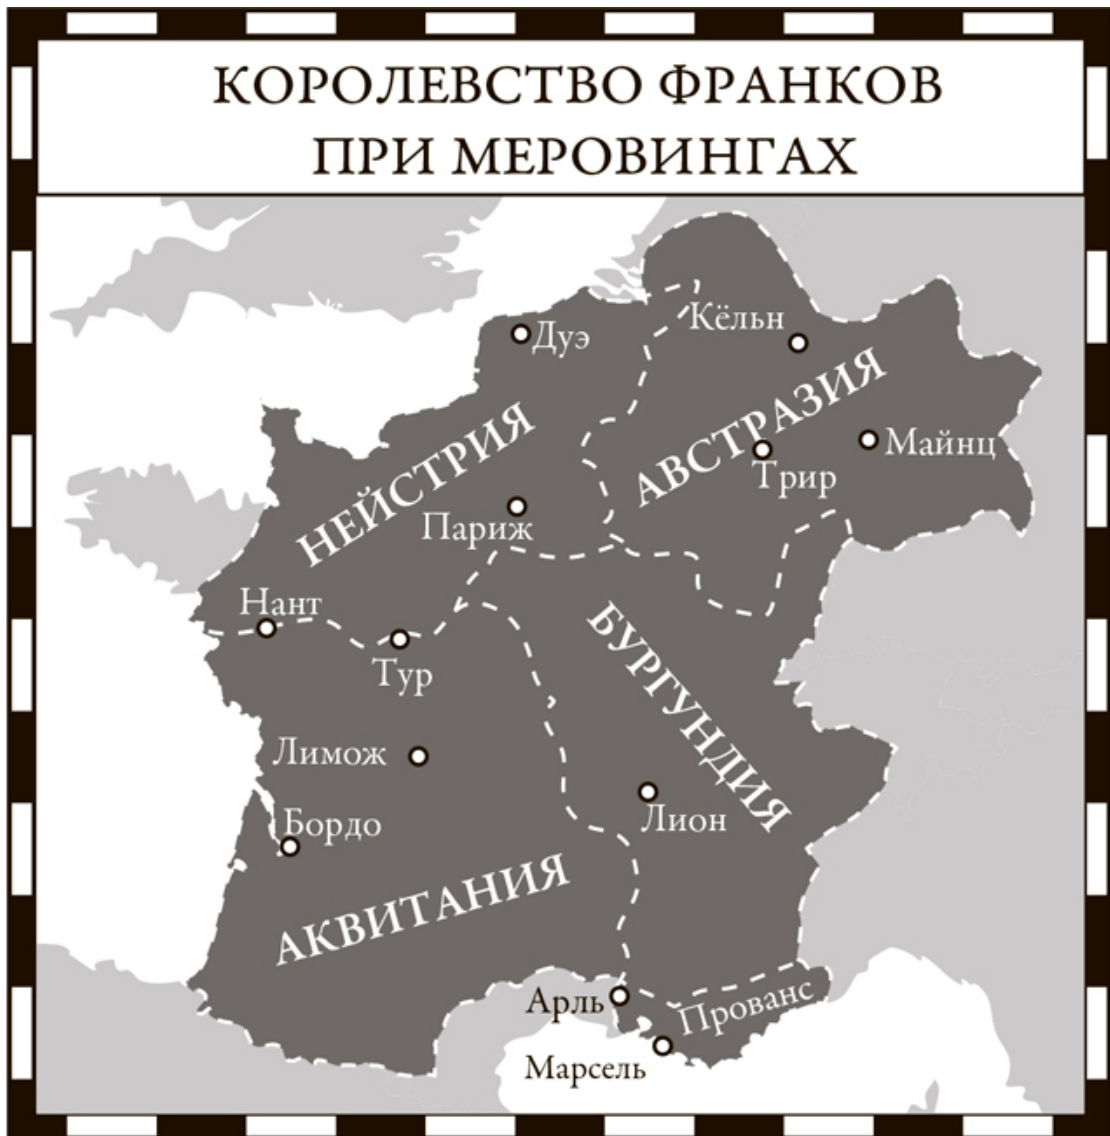 КОРОЛЕВСТВО ФРАНКОВ
ПРИ МЕРОВИНГАХ
Кёльн
Дуэ
АВСТРАЗИЯ
НЕЙСТРИЯ
Майнц
Трир
Париж
Нант
Тур
БУРГУНДИЯ
Лимож
Лион
Бордо
АКВИТАНИЯ
Арль
Прованс
Марсель